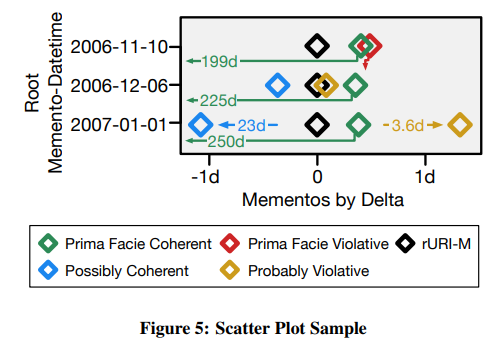 Root
Memento-Datetime
2006-11-10
199d
2006-12-06
225d
2007-01-01
23d
3.6d
250d
-1d 0 1d
Mementos by Delta
Prima Facie Coherent Prima Facie Violative rURI-M
Possibly Coherent Probably Violative
Figure 5: Scatter Plot Sample